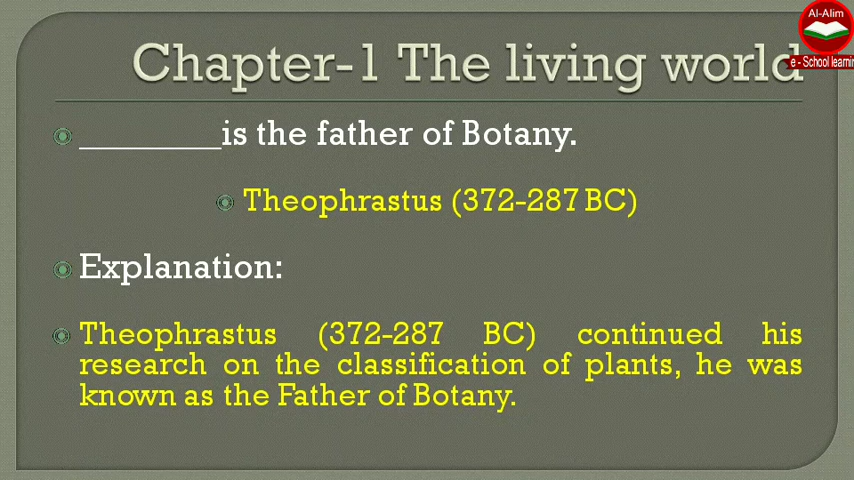 Al-Alim
e - School learnin
Chapter-1 The living world
________is the father of Botany.
Theophrastus (372-287 BC)
Explanation:
Theophrastus (372-287 BC) continued his
research on the classification of plants, he was
known as the Father of Botany.